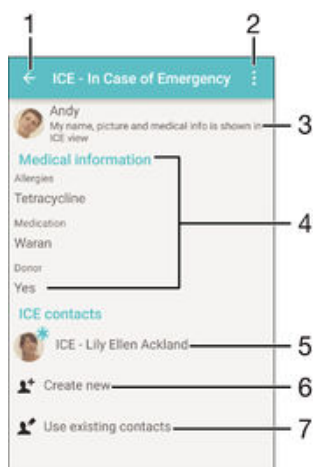 1
2
ICE - In Case of Emergency
Andy
My name, picture and medical info is shown in
ICE view
3
Medical information
Allergies
Tetracycline
Medication
Waran
Donor
Yes
4
ICE contacts
ICE - Lily Ellen Ackland
5
Create new
6
Use existing contacts
7